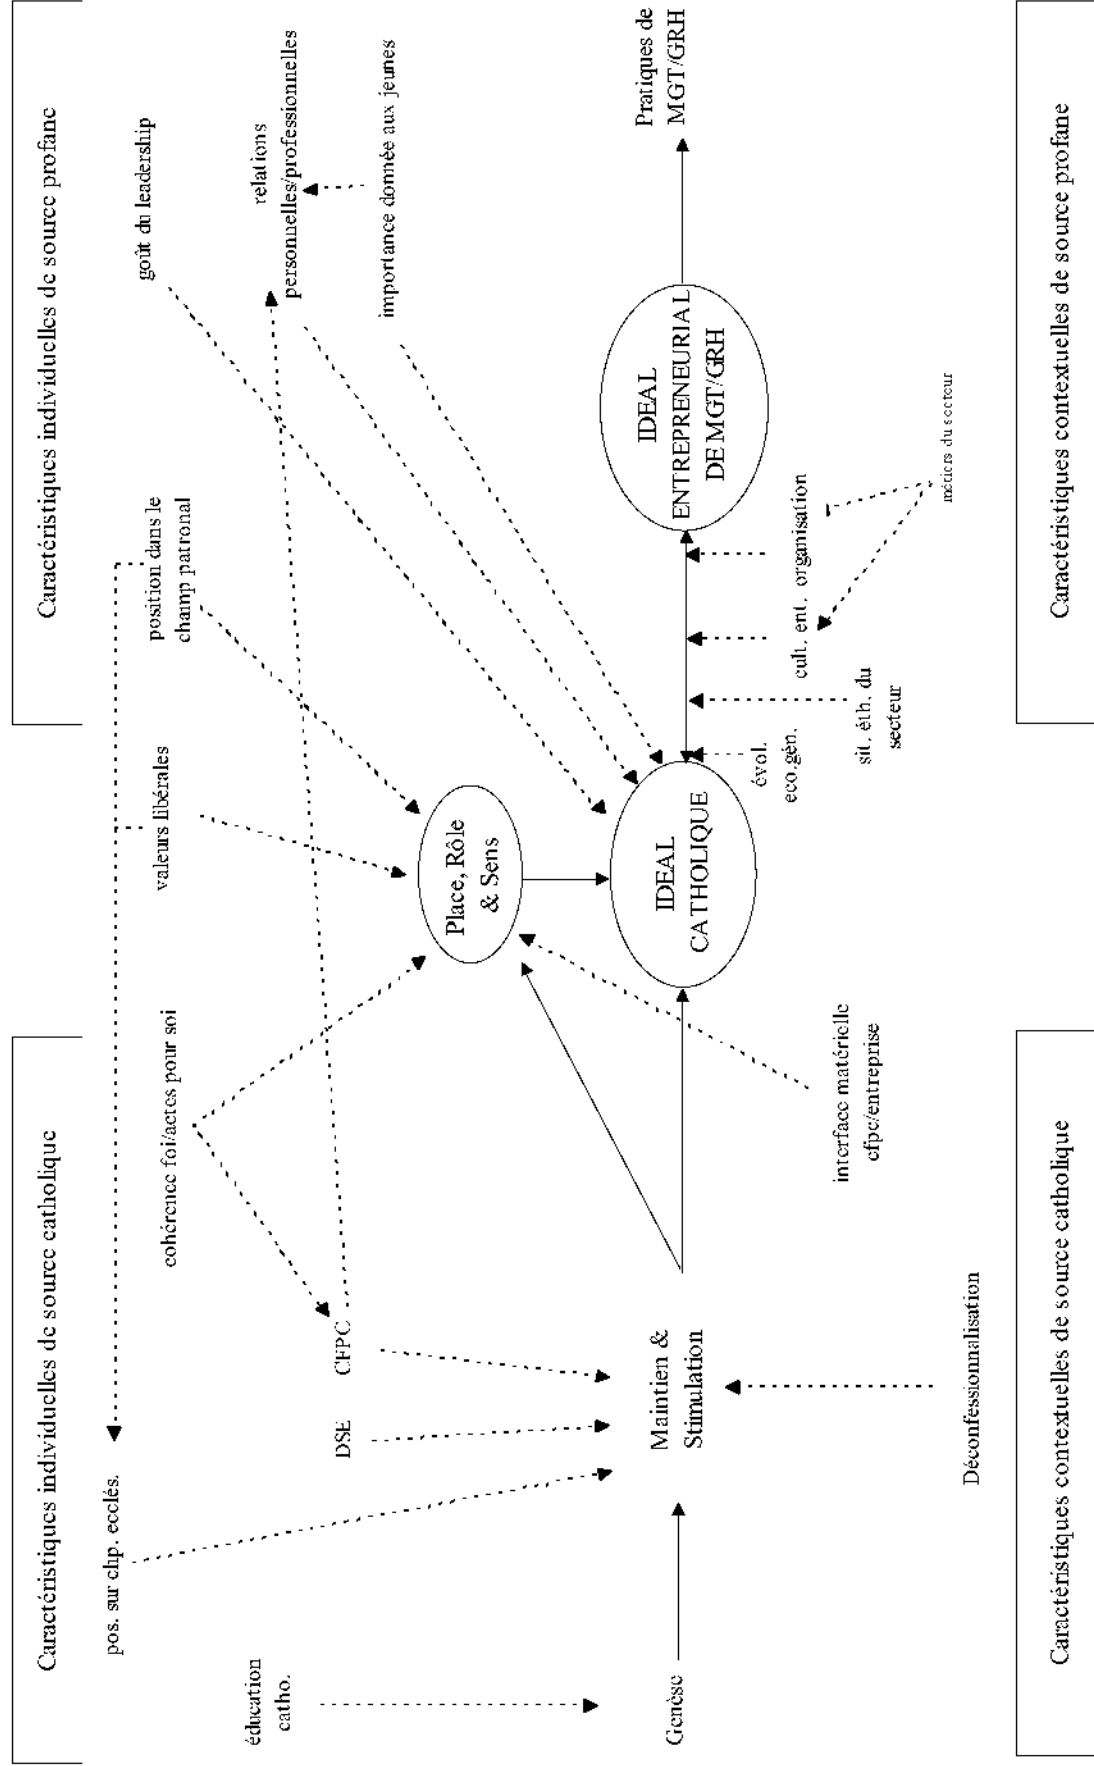 Caractéristiques individuelles de source catholique
Caractéristiques individuelles de source profane
pos. sur chp. ecclés.
cohérence foi/actes pour soi
valeurs libérales
position dans le
champ patronal
goût du leadership
éducation
catho.
DSE
CFPC
relations
personnelles/professionnelles
importance donnée aux jeunes
Place, Rôle
& Sens
Genèse
Maintien &
Stimulation
IDEAL
CATHOLIQUE
IDEAL
ENTREPRENEURIAL
DE MGT/GRH
Pratiques de
MGT/GRH
interface matérielle
cfpc/entreprise
évol.
eco.gén.
sit. éth. du
secteur
cult. ent.
organisation
métiers du secteur
Déconfessionnalisation
Caractéristiques contextuelles de source catholique
Caractéristiques contextuelles de source profane